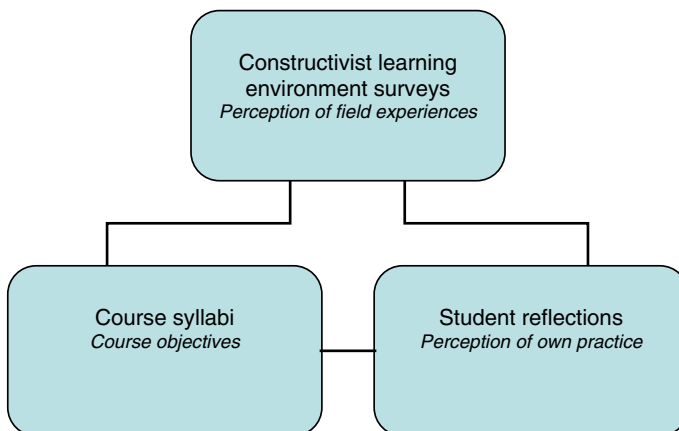 Constructivist learning
environment surveys
Perception of field experiences
Course syllabi
Course objectives
Student reflections
Perception of own practice